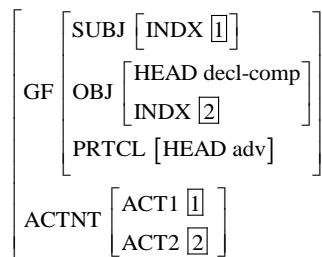 SUBJ [INDX 1]
GF OBJ [HEAD decl-comp
INDX 2]
PRTCL [HEAD adv]
ACTNT [ACT1 1
ACT2 2]